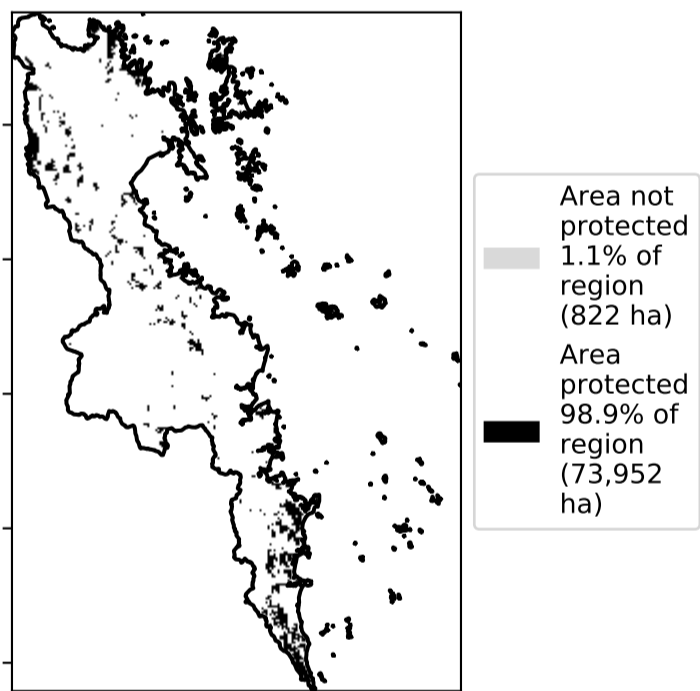 Area not
protected
1.1% of
region
(822 ha)
Area
protected
98.9% of
region
(73,952
ha)